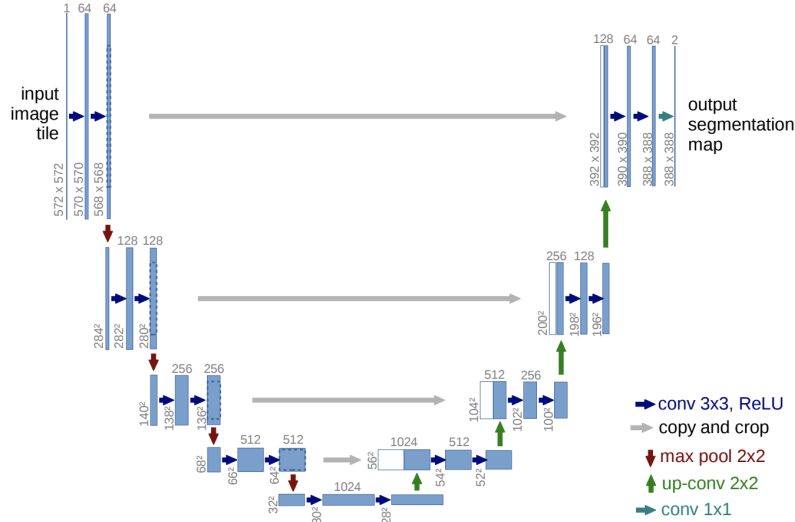 1 64 64
128 64 64 2
input
image
tile
output
segmentation
map
572 x 572
570 x 570
568 x 568
392 x 392
390 x 390
388 x 388
388 x 388
128 128
256 128
284²
282²
280²
200²
198²
196²
256 256
512 256
140²
138²
136²
104²
102²
100²
conv 3x3, ReLU
copy and crop
512 512
1024 512
68²
66²
64²
56²
54²
52²
max pool 2x2
up-conv 2x2
1024
32²
30²
28²
conv 1x1